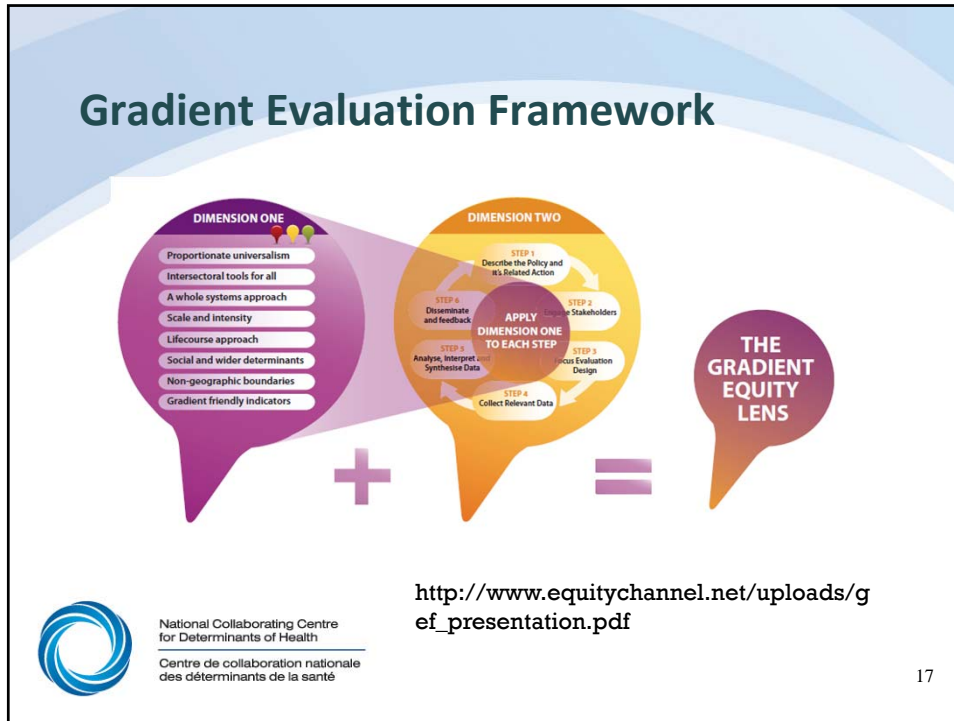 Gradient Evaluation Framework
DIMENSION ONE
Proportionate universalism
Intersectoral tools for all
A whole systems approach
Scale and intensity
Lifecourse approach
Social and wider determinants
Non-geographic boundaries
Gradient friendly indicators
+
DIMENSION TWO
STEP 1
Describe the Policy and
it's Related Action
STEP 2
Engage Stakeholders
STEP 3
Focus Evaluation
Design
STEP 4
Collect Relevant Data
STEP 5
Analyse, Interpret and
Synthesise Data
STEP 6
Disseminate
and feedback
APPLY
DIMENSION ONE
TO EACH STEP
=
THE
GRADIENT
EQUITY
LENS
http://www.equitychannel.net/uploads/g
ef_presentation.pdf
National Collaborating Centre
for Determinants of Health
Centre de collaboration nationale
des déterminants de la santé
17